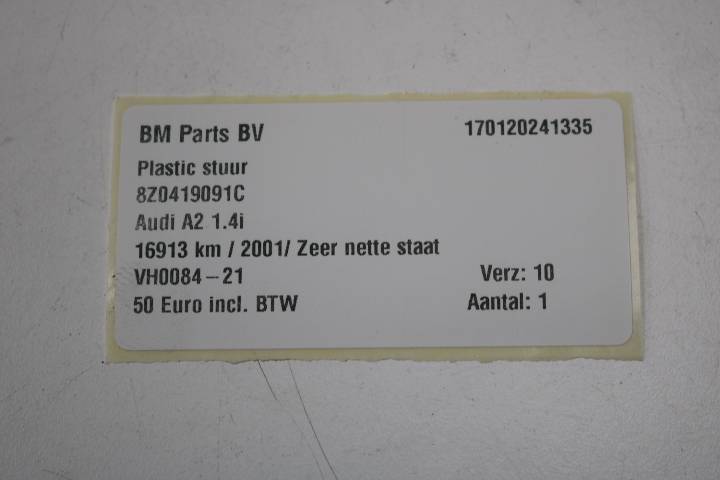 BM Parts BV 170120241335
Plastic stuur
8Z0419091C
Audi A2 1.4i
16913 km / 2001/ Zeer nette staat
VH0084-21 Verz: 10
50 Euro incl. BTW Aantal: 1